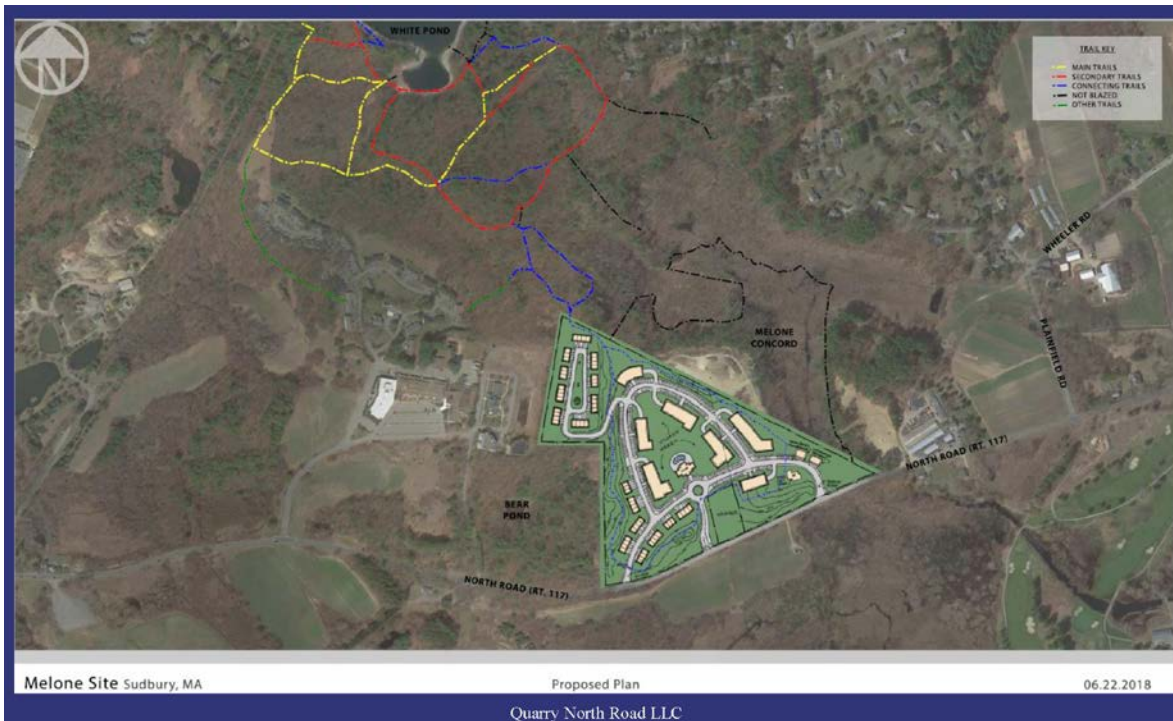 WHITE POND
N
TRAIL KEY
MAIN TRAILS
SECONDARY TRAILS
CONNECTING TRAILS
NOT BLAZED
OTHER TRAILS
WHEELER RD
PLAINFIELD RD
MELONE
CONCORD
NORTH ROAD (RT. 117)
BEAR
POND
NORTH ROAD (RT. 117)
Melone Site Sudbury, MA
Proposed Plan
06.22.2018
Quarry North Road LLC